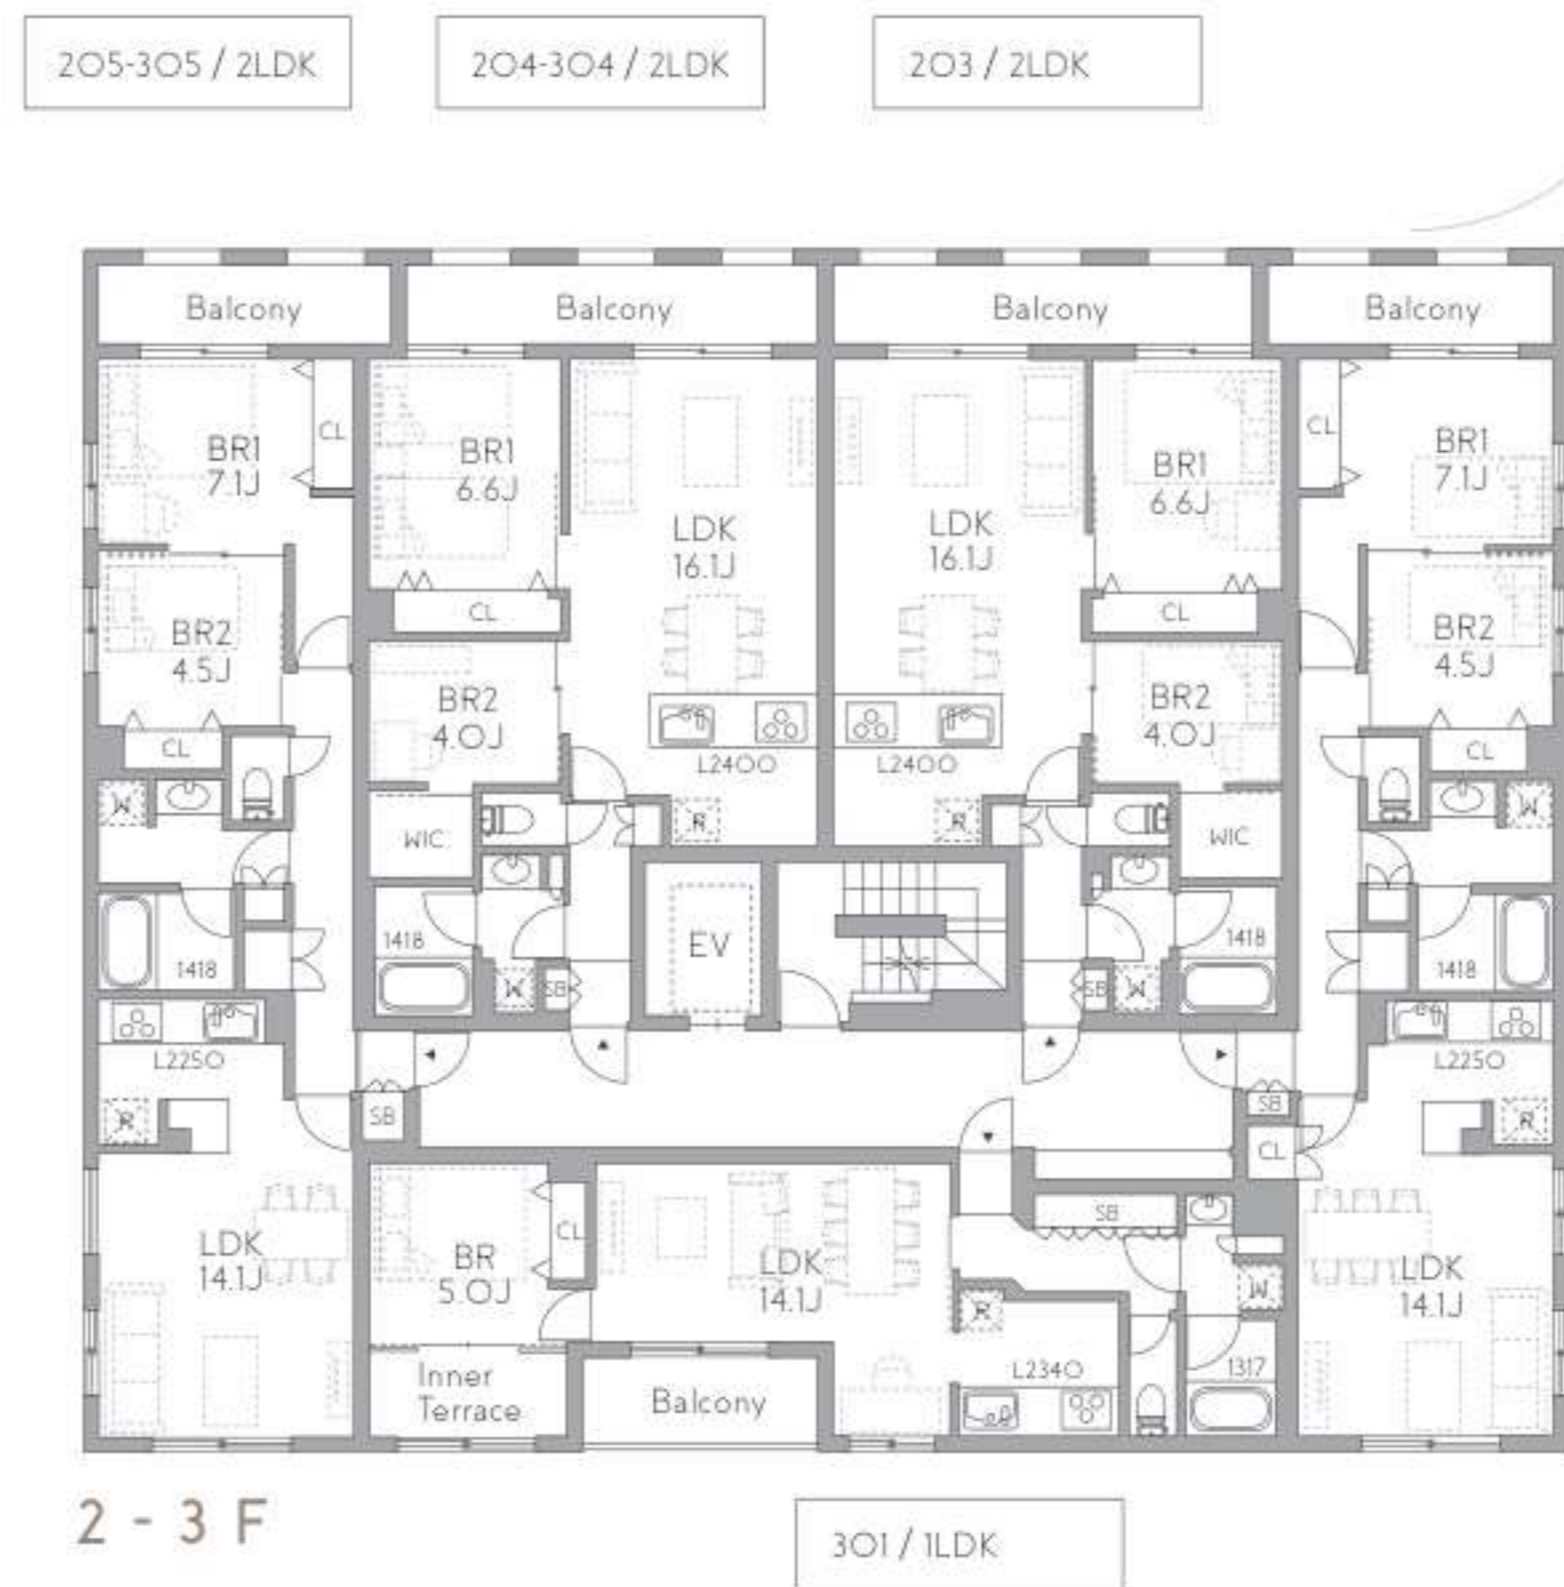 205-305 / 2LDK
204-304 / 2LDK
203 / 2LDK
Balcony
Balcony
Balcony
Balcony
BR1
7.1J
CL
BR1
6.6J
LDK
16.1J
LDK
16.1J
BR1
6.6J
CL
BR1
7.1J
CL
CL
BR2
4.5J
BR2
4.0J
BR2
4.0J
BR2
4.5J
CL
L2400
L2400
CL
W
WIC
R
R
WIC
W
1418
1418
W
SB
EV
SB
W
1418
1418
L2250
R
SB
L2250
SB
R
CL
LDK
14.1J
BR
5.0J
CL
LDK
14.1J
SB
W
LDK
14.1J
R
Inner
Terrace
Balcony
L2340
1317
2 - 3 F
301 / 1LDK